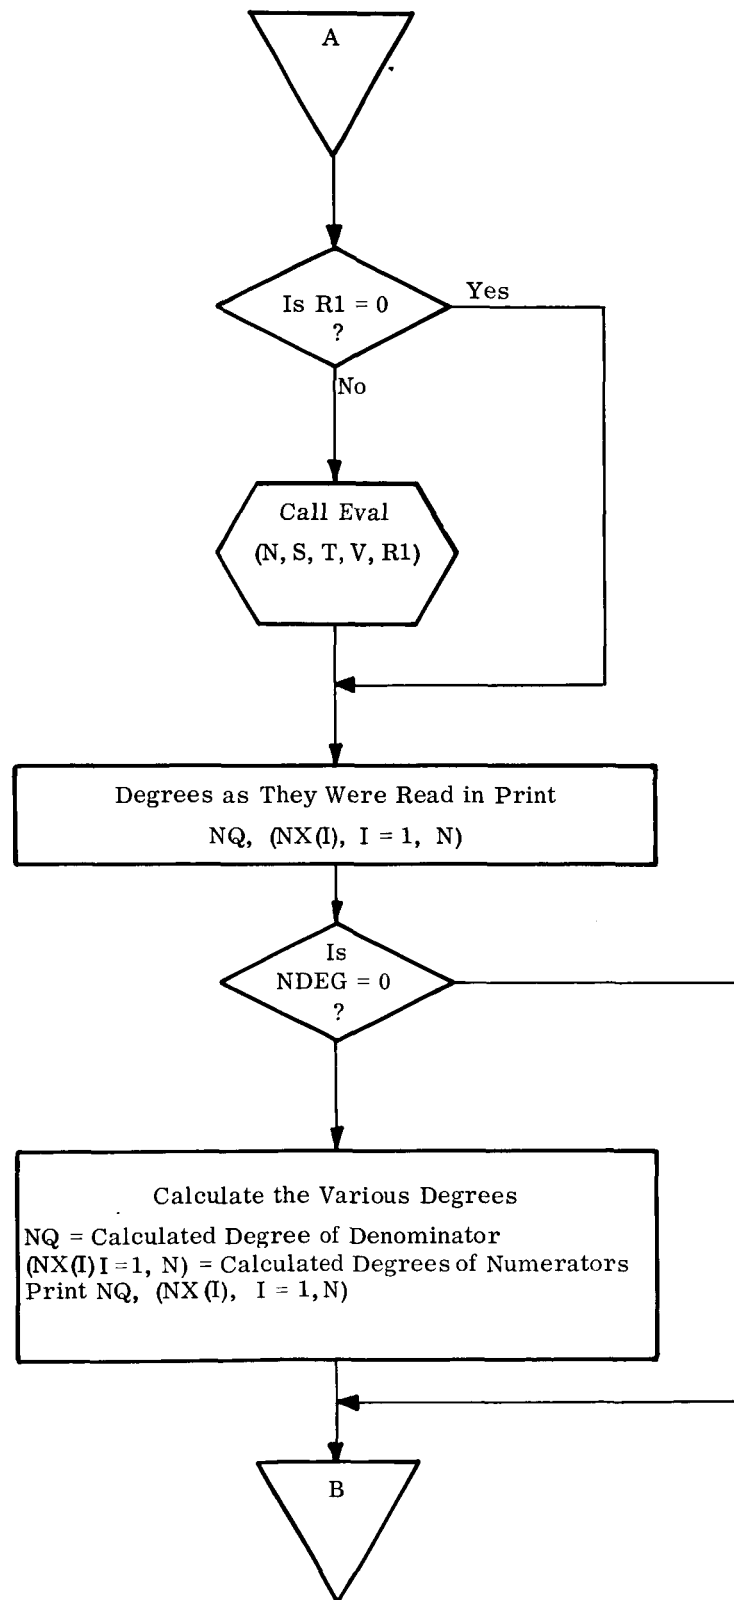 A
Is R1 = 0
?
Yes
No
Call Eval
(N, S, T, V, R1)
Degrees as They Were Read in Print
NQ, (NX(I), I = 1, N)
Is
NDEG = 0
?
Calculate the Various Degrees
NQ = Calculated Degree of Denominator
(NX(I) I = 1, N) = Calculated Degrees of Numerators
Print NQ, (NX(I), I = 1, N)
B